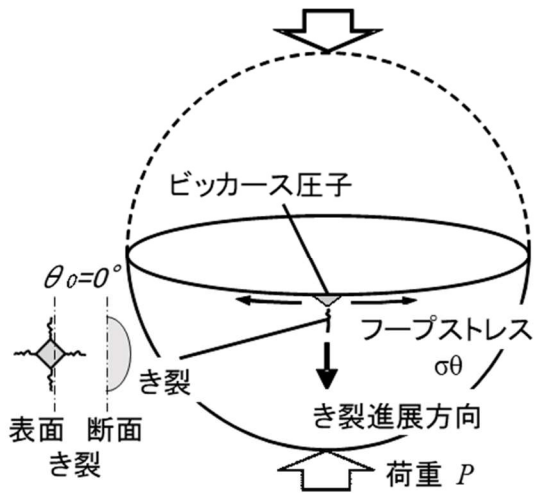 ビッカース圧子
θ0=0°
フープストレス
σθ
き裂
き裂進展方向
表面 断面
き裂
荷重 P